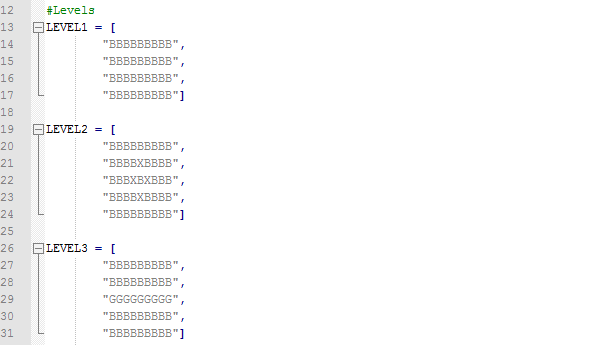 12 #Levels
13 LEVEL1 = [
14 "BBBBBBBBB",
15 "BBBBBBBBB",
16 "BBBBBBBBB",
17 "BBBBBBBBB"]
18
19 LEVEL2 = [
20 "BBBBBBBBB",
21 "BBBBXBBBB",
22 "BBBXBXBBB",
23 "BBBBXBBBB",
24 "BBBBBBBBB"]
25
26 LEVEL3 = [
27 "BBBBBBBBB",
28 "BBBBBBBBB",
29 "GGGGGGGGG",
30 "BBBBBBBBB",
31 "BBBBBBBBB"]